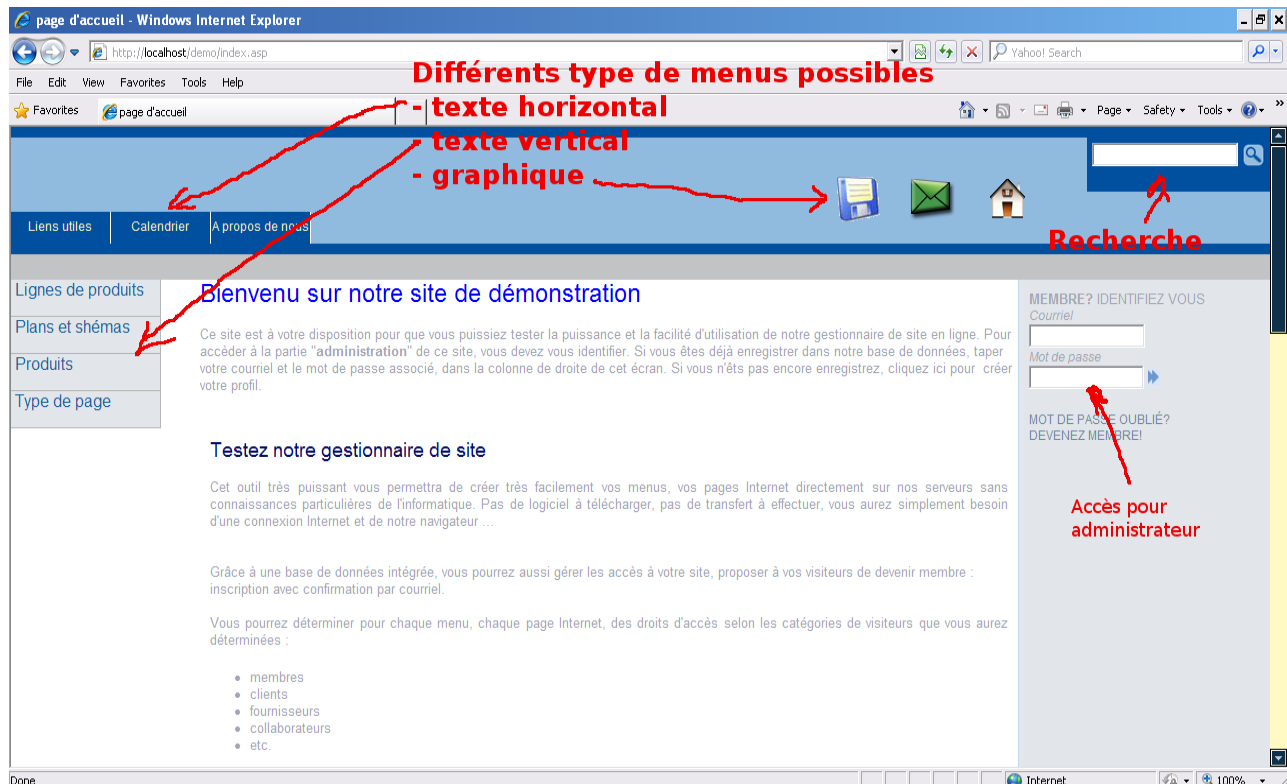 page d'accueil - Windows Internet Explorer
http://localhost/demo/index.asp
Yahoo! Search
File Edit View Favorites Tools Help
Différents type de menus possibles
- texte horizontal
- texte vertical
- graphique
Favorites
page d'accueil
Page
Safety
Tools
Liens utiles
Calendrier
A propos de nous
Recherche
Lignes de produits
Plans et shémas
Produits
Type de page
Bienvenu sur notre site de démonstration
Ce site est à votre disposition pour que vous puissiez tester la puissance et la facilité d'utilisation de notre gestionnaire de site en ligne. Pour
accèder à la partie "administration" de ce site, vous devez vous identifier. Si vous êtes déjà enregistrer dans notre base de données, taper
votre courriel et le mot de passe associé, dans la colonne de droite de cet écran. Si vous n'êts pas encore enregistrez, cliquez ici pour créer
votre profil.
Testez notre gestionnaire de site
Cet outil très puissant vous permettra de créer très facilement vos menus, vos pages Internet directement sur nos serveurs sans
connaissances particulières de l'informatique. Pas de logiciel à télécharger, pas de transfert à effectuer, vous aurez simplement besoin
d'une connexion Internet et de notre navigateur ...
Grâce à une base de données intégrée, vous pourrez aussi gérer les accès à votre site, proposer à vos visiteurs de devenir membre :
inscription avec confirmation par courriel.
Vous pourrez déterminer pour chaque menu, chaque page Internet, des droits d'accès selon les catégories de visiteurs que vous aurez
déterminées :
membres
clients
fournisseurs
collaborateurs
etc.
MEMBRE? IDENTIFIEZ VOUS
Courriel
Mot de passe
MOT DE PASSE OUBLIÉ?
DEVENEZ MEMBRE!
Accès pour
administrateur
Done
Internet
100%